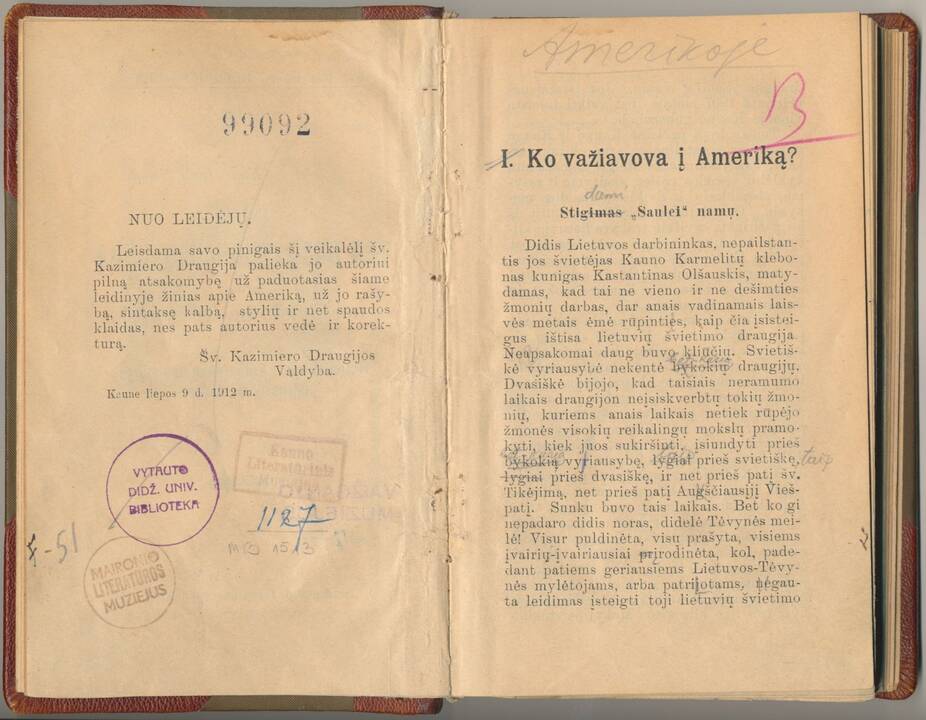 99092
NUO LEIDĖJŲ.
Leisdama savo pinigais šį veikalėlį šv.
Kazimiero Draugija palieka jo autoriui
pilną atsakomybę už paduotąsias šiame
leidinyje žinias apie Ameriką, už jo rašy-
bą, sintaksę kalbą, stylių ir net spaudos
klaidas, nes pats autorius vedė ir korek-
turą.
Šv. Kazimiero Draugijos
Valdyba.
Kaune liepos 9 d. 1912 m.
VYTAUTO
DIDŽ. UNIV.
BIBLIOTEKA
Kauno
1127
-51
MAIRONIO
LITERATŪROS
MUZIEJUS
Amerikoje
B
I. Ko važiavova į Ameriką?
dami
Stigimas „Saulei“ namų.
Didis Lietuvos darbininkas, nepailstan-
tis jos švietėjas Kauno Karmelitų klebo-
nas kunigas Kastantinas Olšauskis, maty-
damas, kad tai ne vieno ir ne dešimties
žmonių darbas, dar anais vadinamais lais-
vės metais ėmė rūpinties, kaip čia įsistei-
gus ištisa lietuvių švietimo draugija.
Neapsakomai daug buvo kliūčių. Svietiš-
kė vyriausybė nekentė bykokių draugijų.
Dvasiškė bijojo, kad taisiais neramumo
laikais draugijon neįsiskverbtų tokių žmo-
nių, kuriems anais laikais netiek rūpėjo
žmonės visokių reikalingų mokslų pramo-
kyti, kiek juos sukiršinti, įsiundyti prieš
bykokią vyriausybę, lygiai prieš svietiškę, taip
lygiai prieš dvasiškę, ir net prieš patį šv.
Tikėjimą, net prieš patį Augščiausįjį Vieš-
patį. Sunku buvo tais laikais. Bet ko gi
nepadaro didis noras, didelė Tėvynės mei-
lė! Visur puldinėta, visų prašyta, visiems
įvairių-įvairiausiai prirodinėta, kol, pade-
dant patiems geriausiems Lietuvos-Tėvy-
nės mylėtojams, arba patrijotams, negau-
ta leidimas įsteigti toji lietuvių švietimo